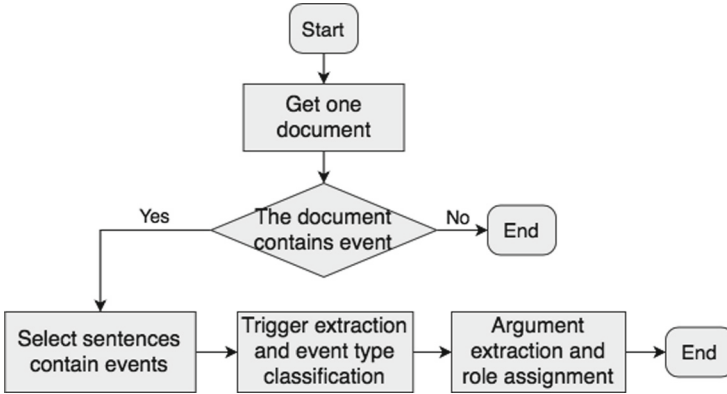 Start
Get one
document
The document
contains event
Yes
No
End
Select sentences
contain events
Trigger extraction
and event type
classification
Argument
extraction and
role assignment
End